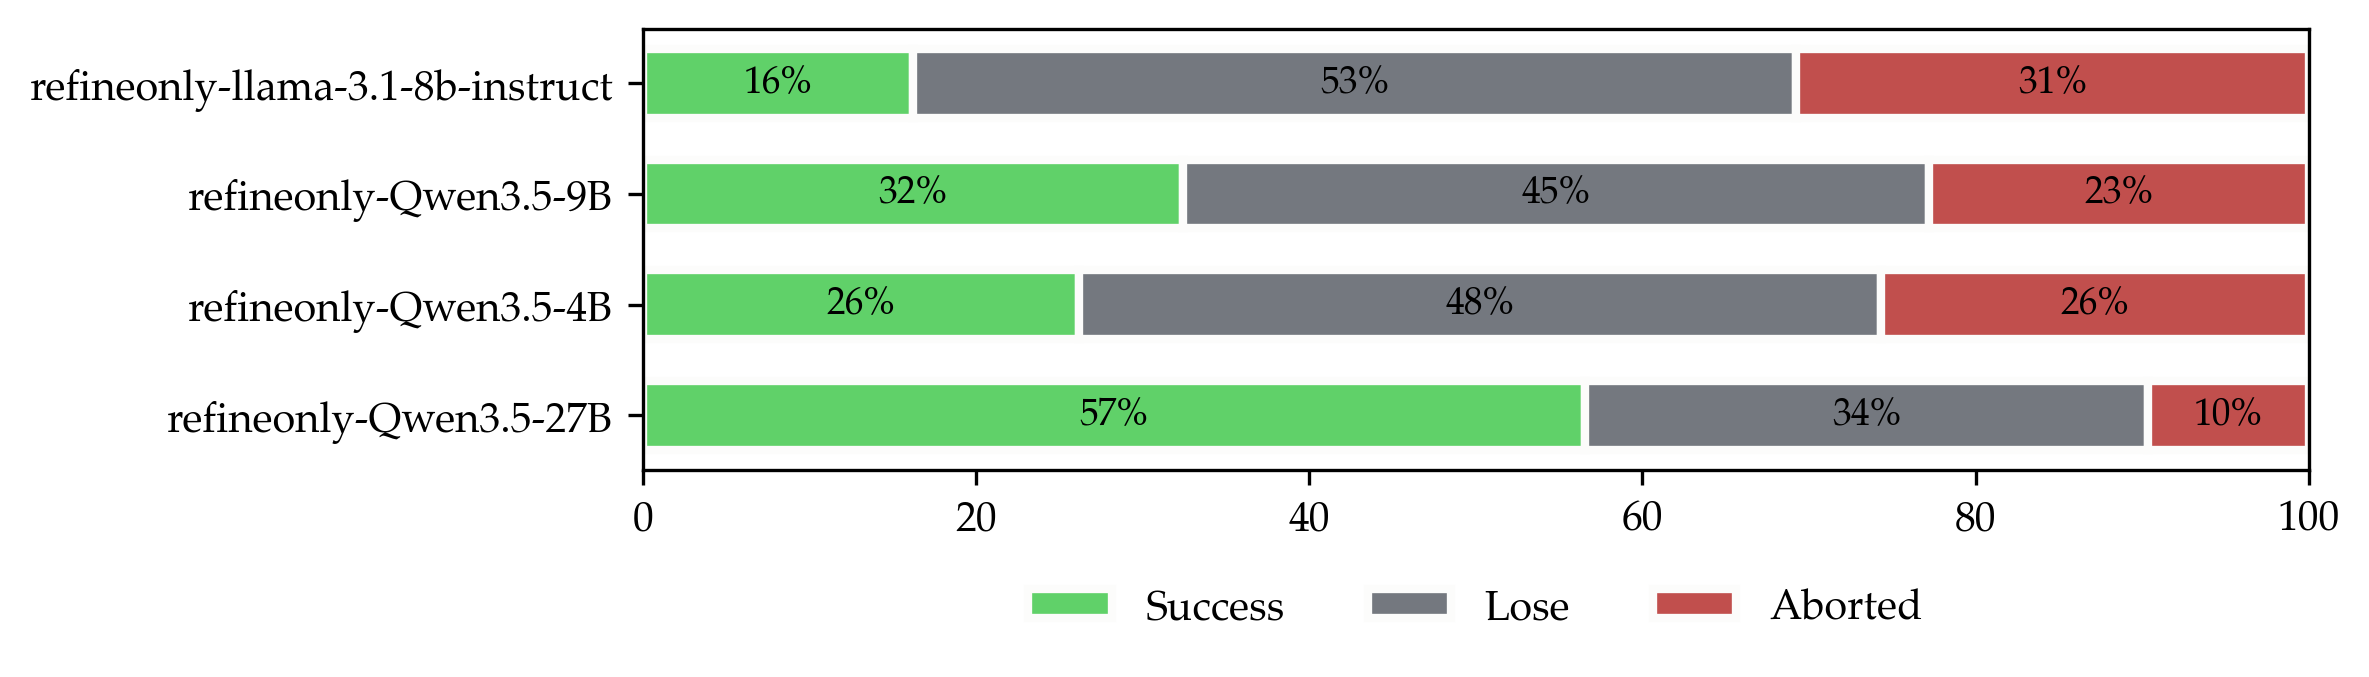 refineonly-llama-3.1-8b-instruct 16% 53% 31%
refineonly-Qwen3.5-9B 32% 45% 23%
refineonly-Qwen3.5-4B 26% 48% 26%
refineonly-Qwen3.5-27B 57% 34% 10%
0 20 40 60 80 100
Success Lose Aborted